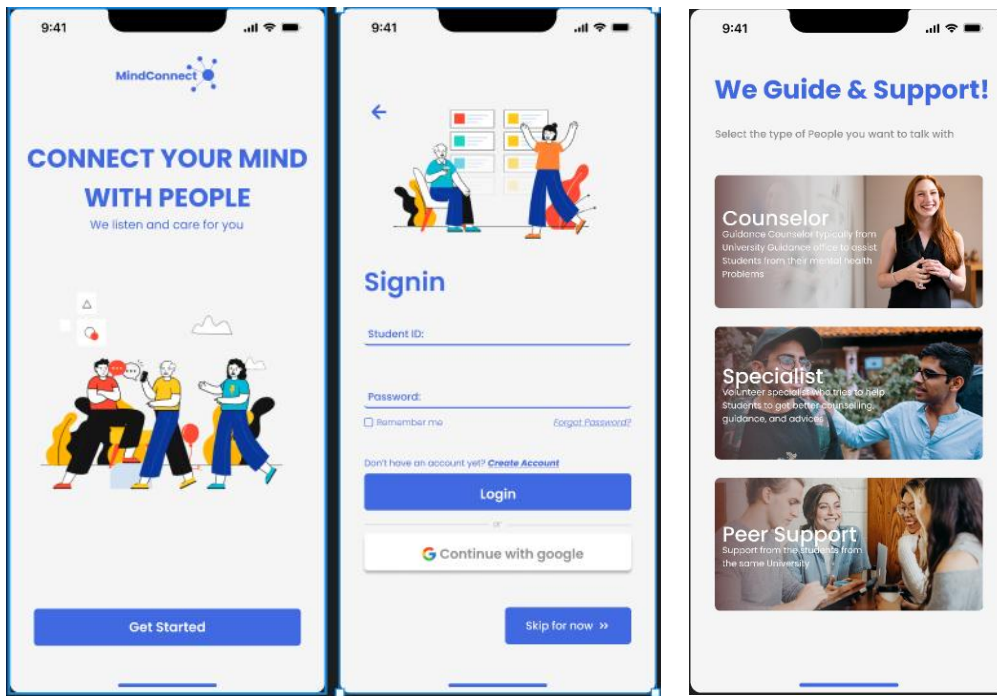 9:41
MindConnect
CONNECT YOUR MIND
WITH PEOPLE
We listen and care for you
Get Started
9:41
Signin
Student ID:
Password:
Remember me
Forgot Password?
Don't have an account yet? Create Account
Login
or
Continue with google
Skip for now »
9:41
We Guide & Support!
Select the type of People you want to talk with
Counselor
Guidance Counselor typically from
University Guidance office to assist
Students from their mental health
Problems
Specialist
Volunteer specialist who tries to help
Students to get better counselling,
guidance, and advices
Peer Support
Support from the students from
the same University